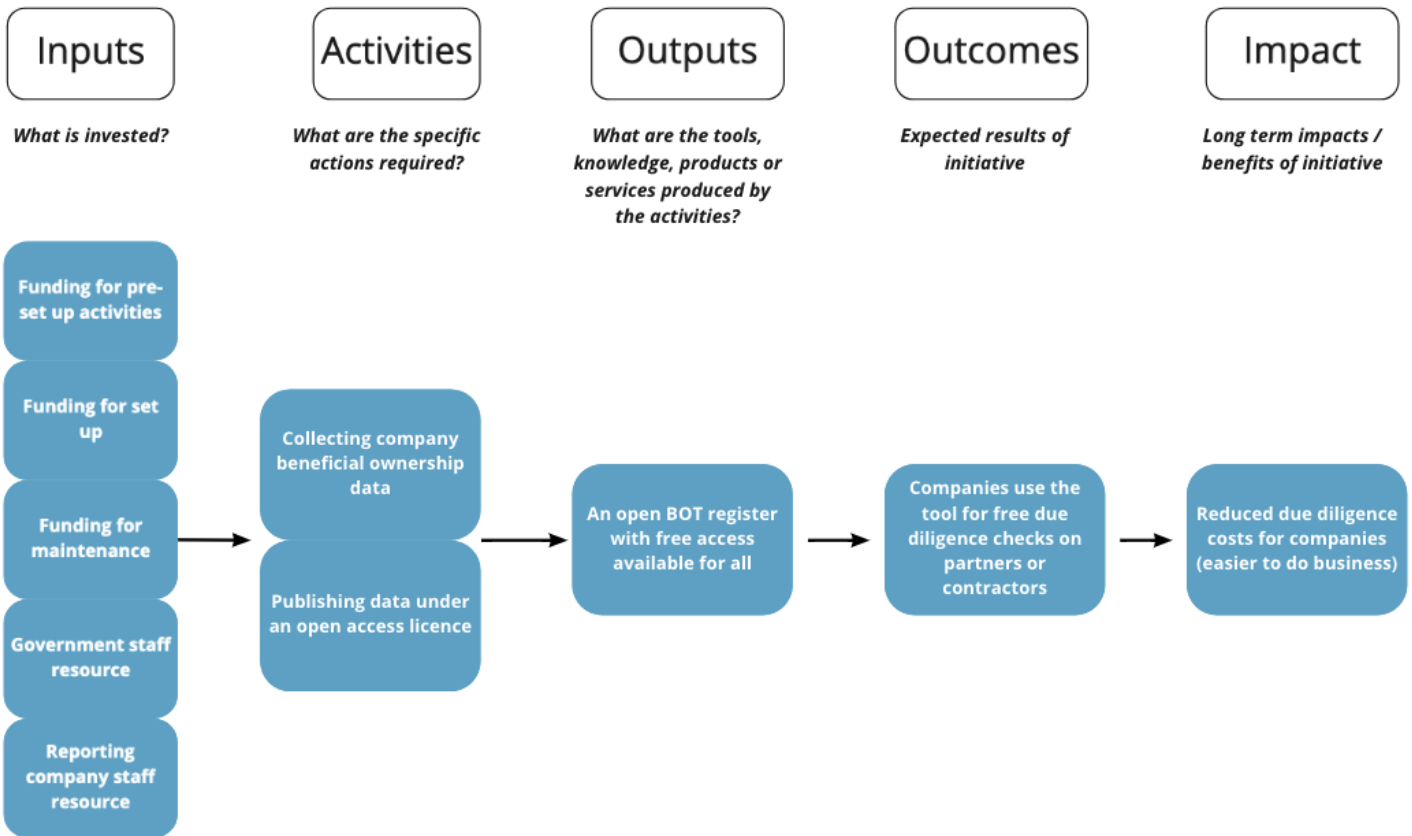 Inputs
Activities
Outputs
Outcomes
Impact
What is invested?
What are the specific
actions required?
What are the tools,
knowledge, products or
services produced by
the activities?
Expected results of
initiative
Long term impacts /
benefits of initiative
Funding for pre-
set up activities
Funding for set
up
Funding for
maintenance
Government staff
resource
Reporting
company staff
resource
Collecting company
beneficial ownership
data
Publishing data under
an open access licence
An open BOT register
with free access
available for all
Companies use the
tool for free due
diligence checks on
partners or
contractors
Reduced due diligence
costs for companies
(easier to do business)